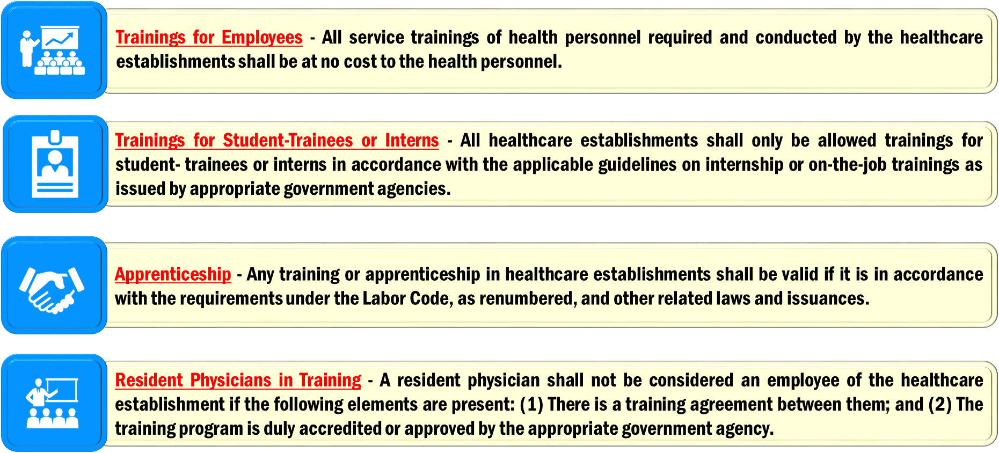 Trainings for Employees - All service trainings of health personnel required and conducted by the healthcare
establishments shall be at no cost to the health personnel.
Trainings for Student-Trainees or Interns - All healthcare establishments shall only be allowed trainings for
student- trainees or interns in accordance with the applicable guidelines on internship or on-the-job trainings as
issued by appropriate government agencies.
Apprenticeship - Any training or apprenticeship in healthcare establishments shall be valid if it is in accordance
with the requirements under the Labor Code, as renumbered, and other related laws and issuances.
Resident Physicians in Training - A resident physician shall not be considered an employee of the healthcare
establishment if the following elements are present: (1) There is a training agreement between them; and (2) The
training program is duly accredited or approved by the appropriate government agency.